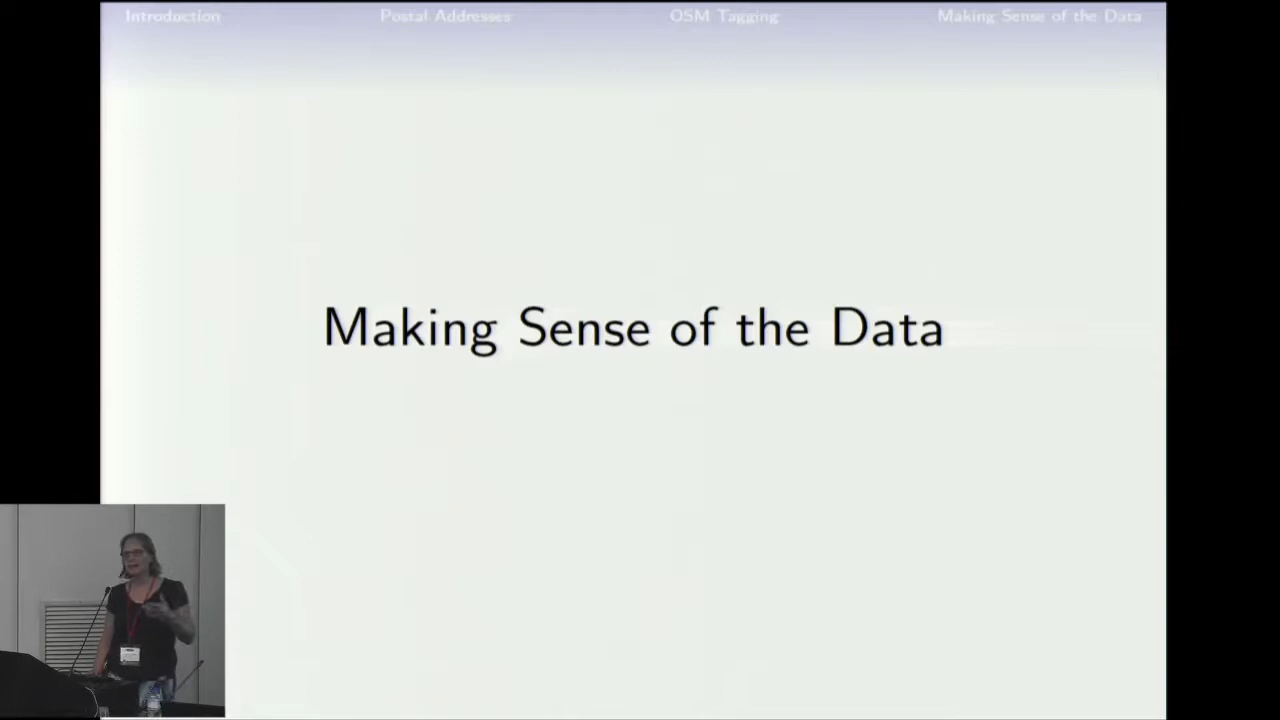 Introduction
Postal Addresses
OSM Tagging
Making Sense of the Data
Making Sense of the Data